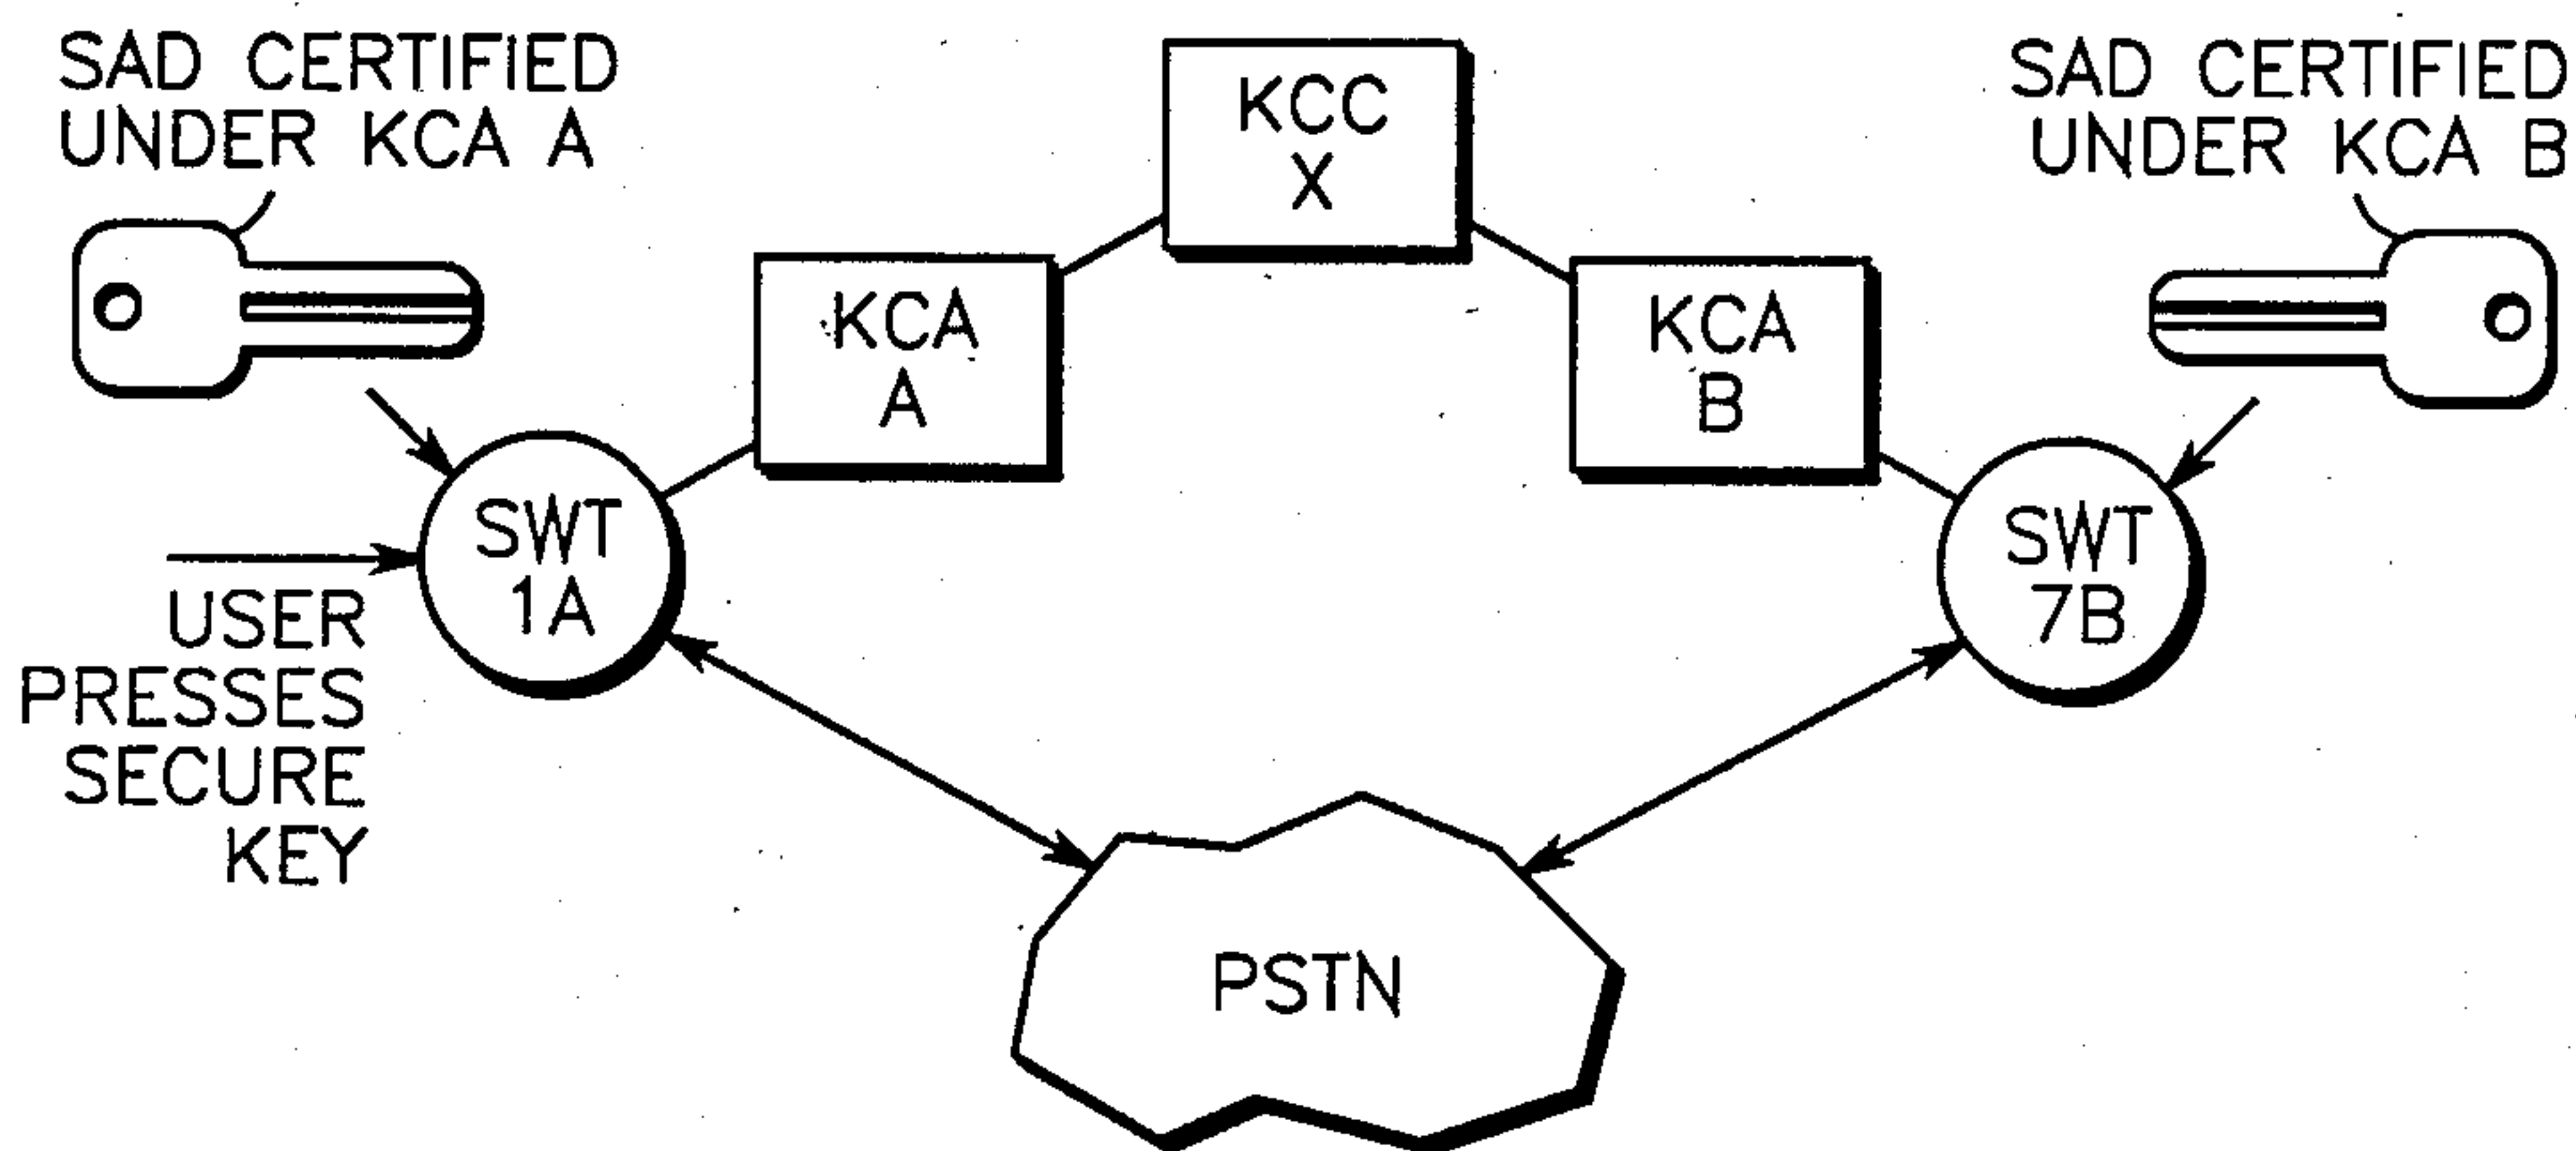 SAD CERTIFIED
UNDER KCA A
KCC
X
SAD CERTIFIED
UNDER KCA B
KCA
A
KCA
B
SWT
1A
SWT
7B
USER
PRESSES
SECURE
KEY
PSTN